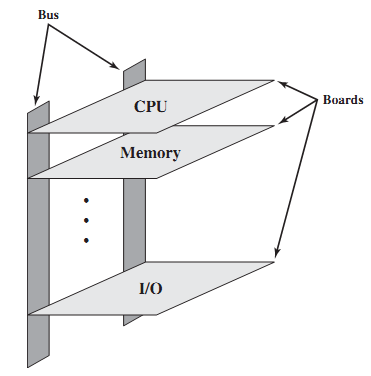 Bus
CPU
Boards
Memory
I/O